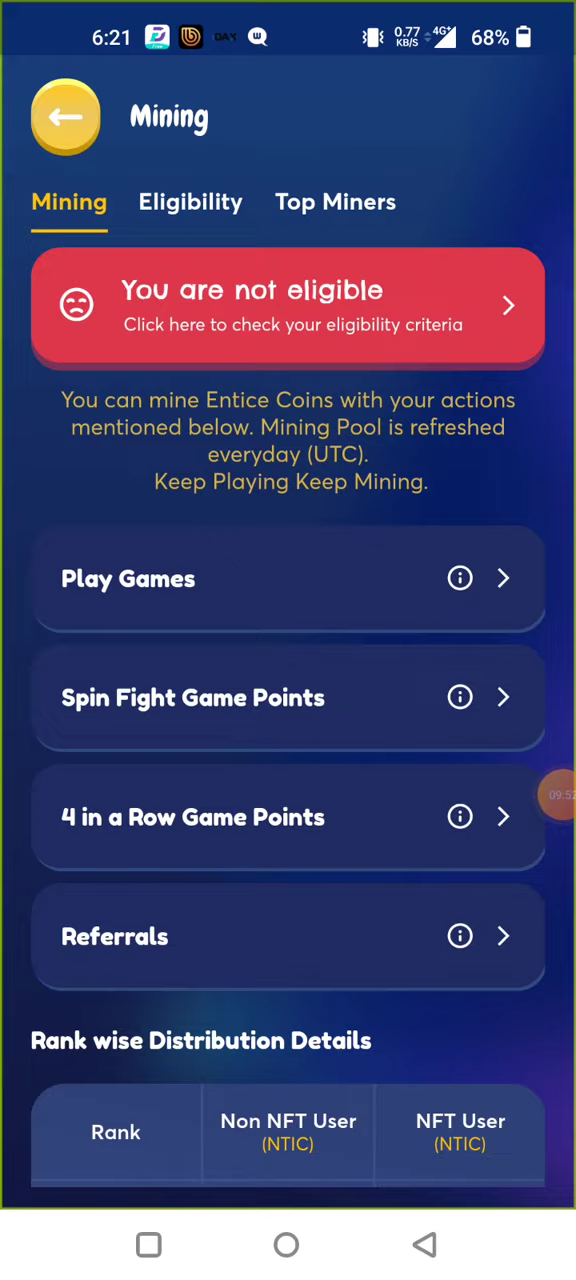 6:21
0.77
KB/S
4G+
68%
Mining
Mining
Eligibility
Top Miners
You are not eligible
Click here to check your eligibility criteria
You can mine Entice Coins with your actions
mentioned below. Mining Pool is refreshed
everyday (UTC).
Keep Playing Keep Mining.
Play Games
Spin Fight Game Points
4 in a Row Game Points
09:52
Referrals
Rank wise Distribution Details
Rank
Non NFT User
(NTIC)
NFT User
(NTIC)